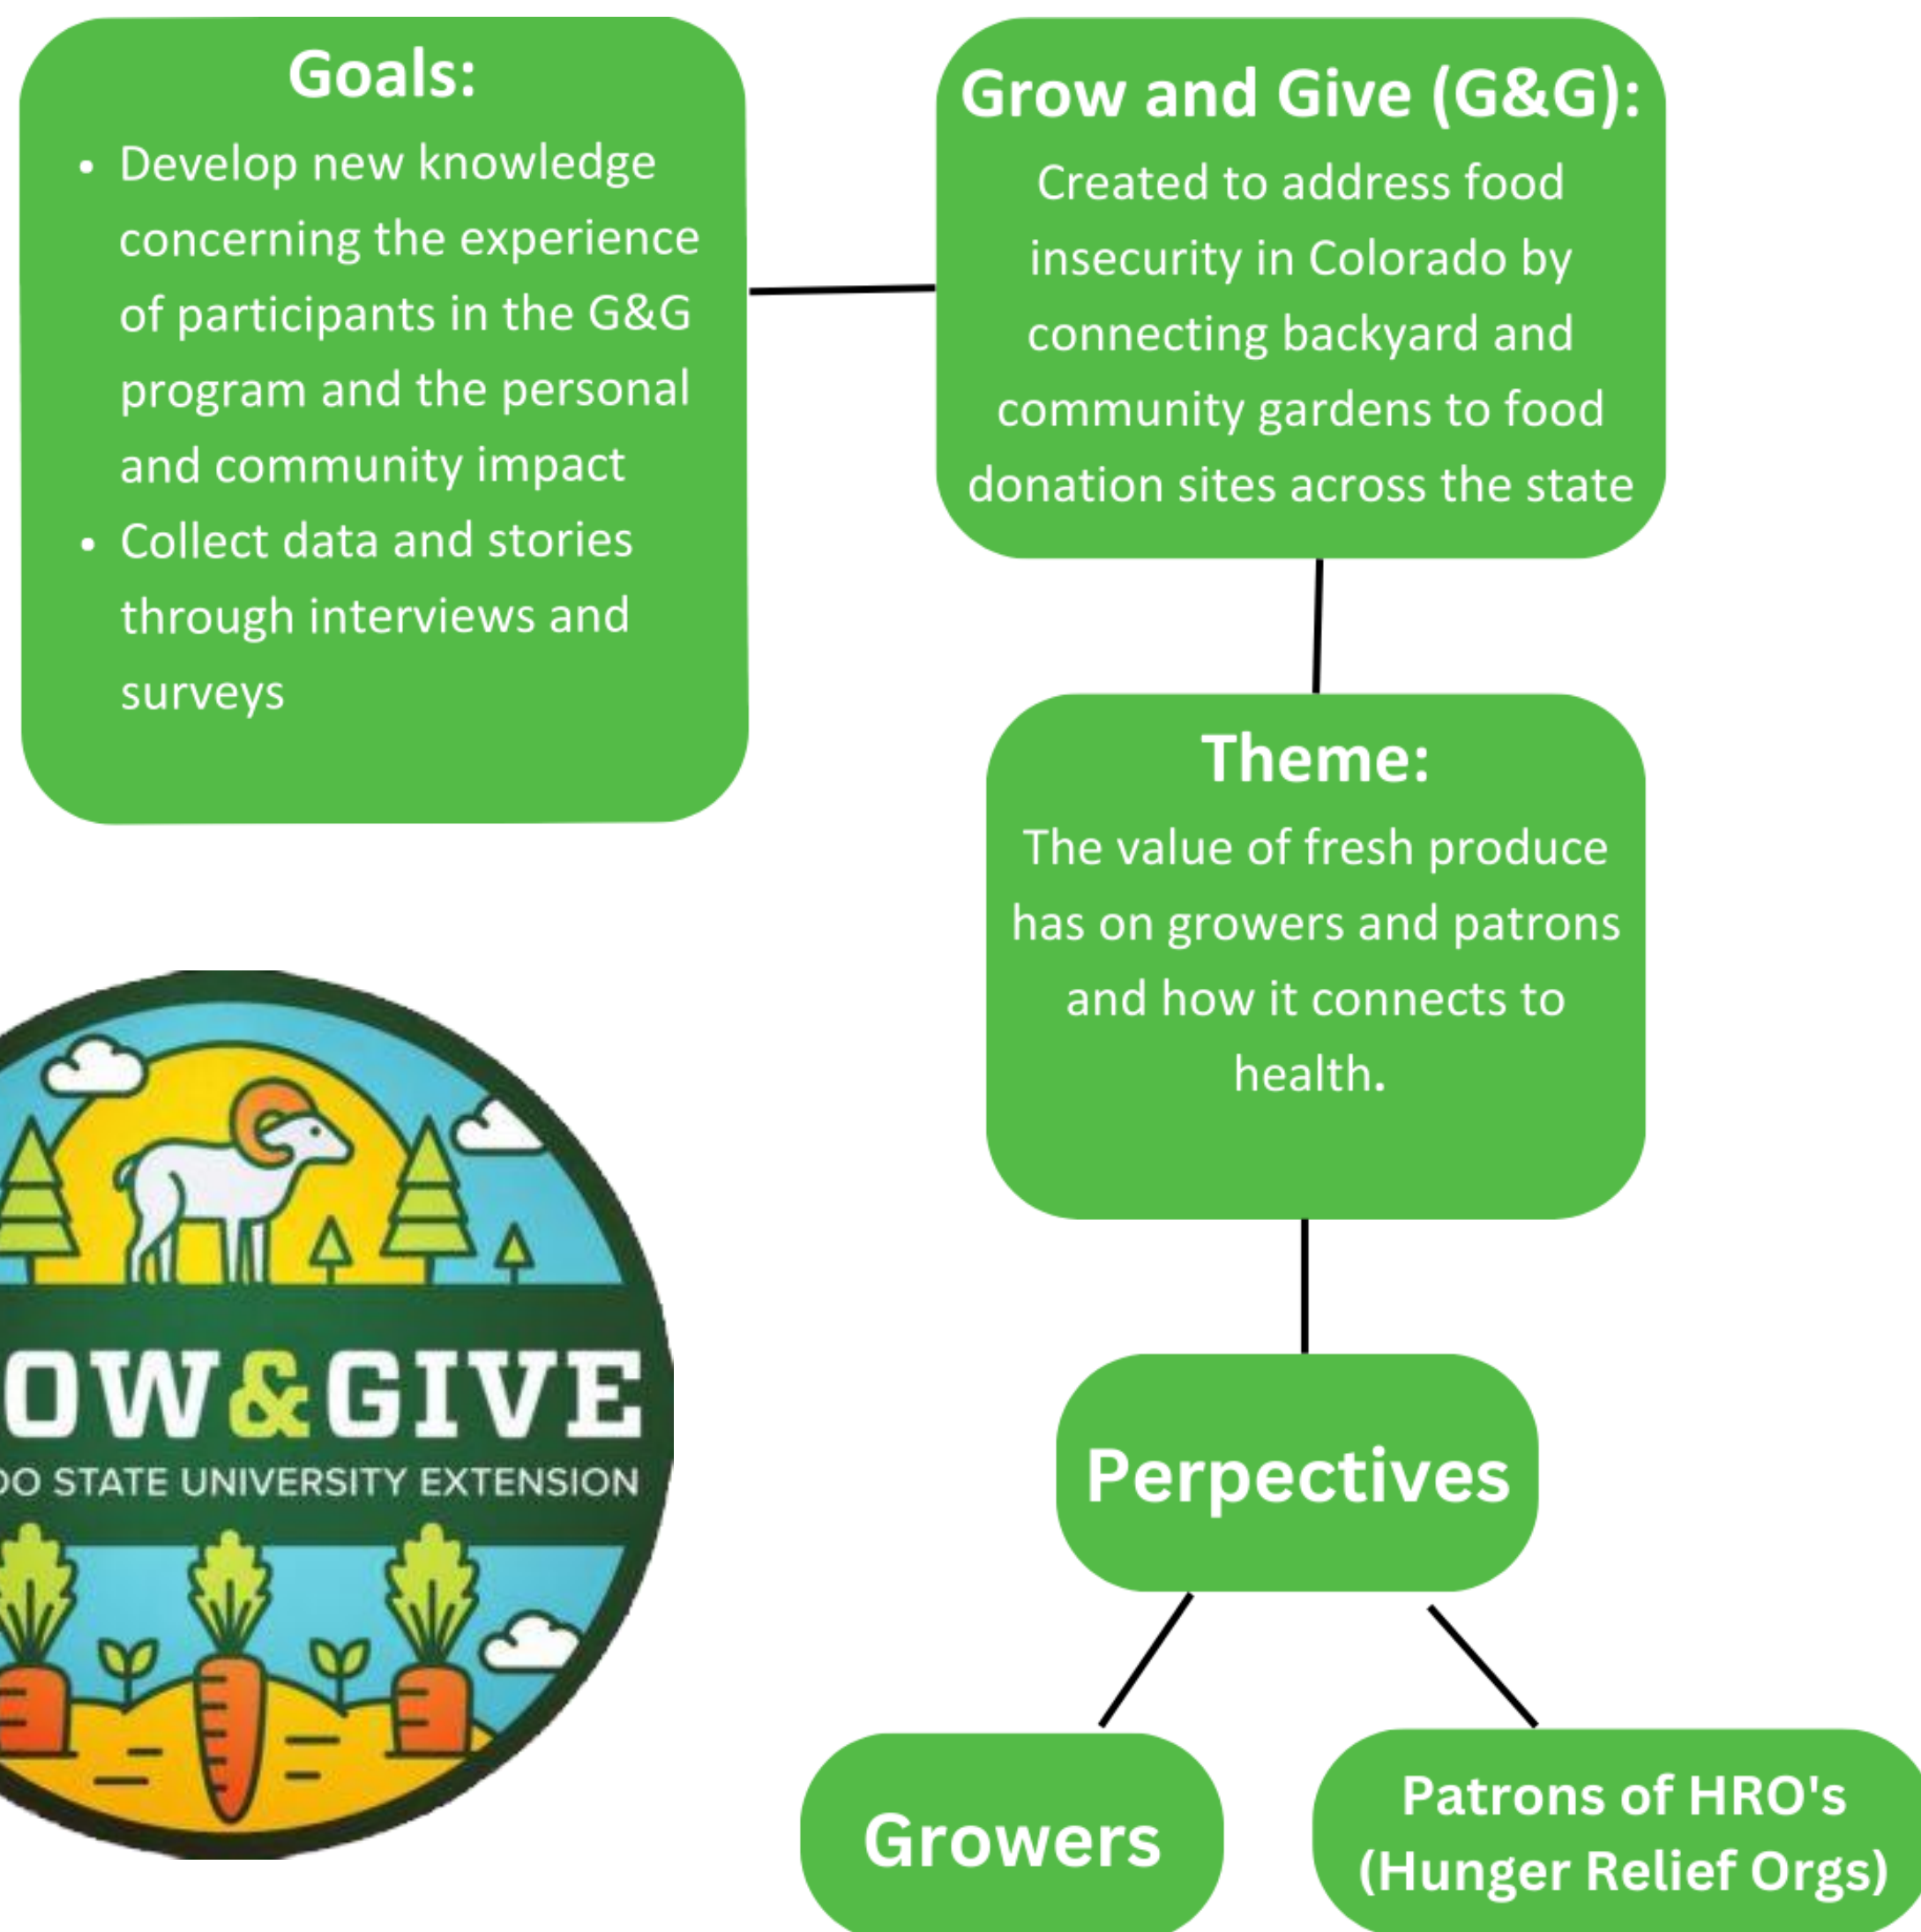 Goals:
• Develop new knowledge
concerning the experience
of participants in the G&G
program and the personal
and community impact
• Collect data and stories
through interviews and
surveys
Grow and Give (G&G):
Created to address food
insecurity in Colorado by
connecting backyard and
community gardens to food
donation sites across the state
Theme:
The value of fresh produce
has on growers and patrons
and how it connects to
health.
OW&GIVE
DO STATE UNIVERSITY EXTENSION
Perpectives
Growers
Patrons of HRO's
(Hunger Relief Orgs)